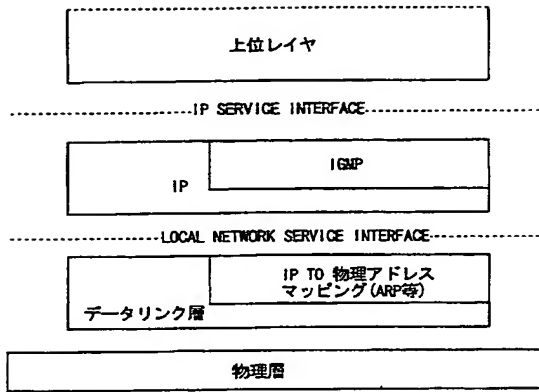 上位レイヤ
IP SERVICE INTERFACE
IGMP
IP
LOCAL NETWORK SERVICE INTERFACE
IP TO 物理アドレス
マッピング(ARP等)
データリンク層
物理層